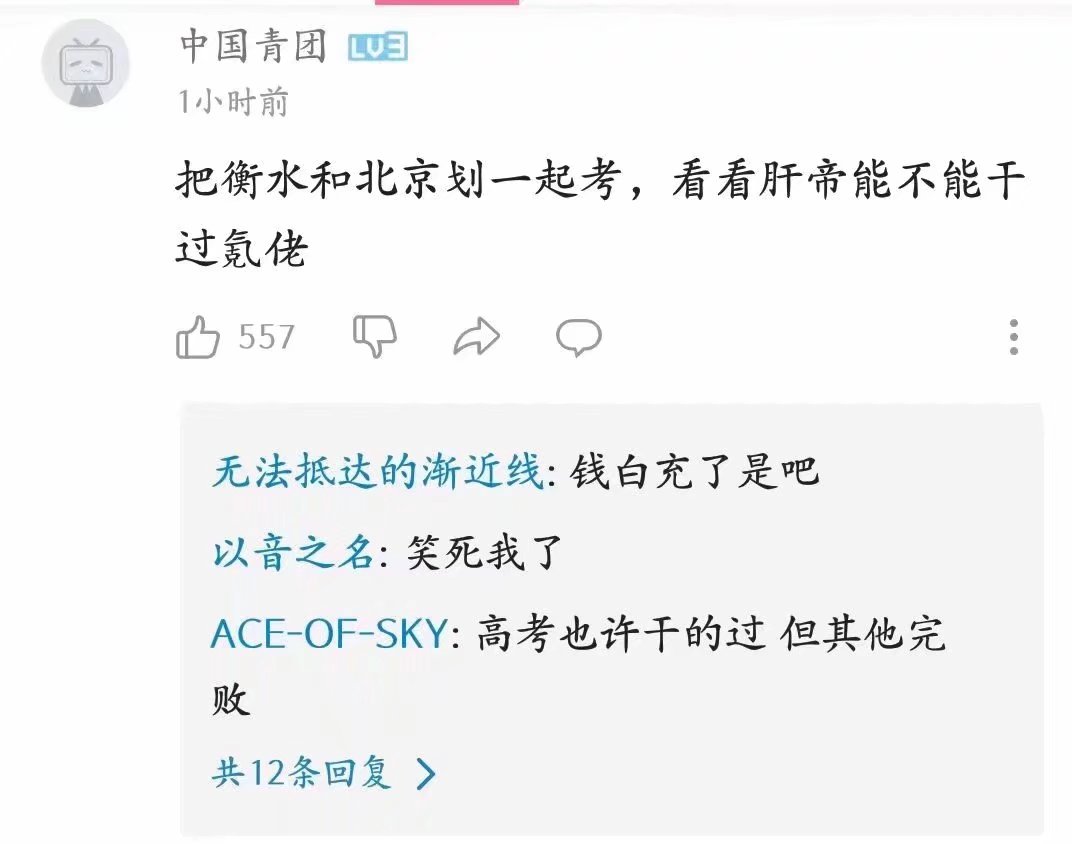 中国青团 LV3
1小时前
把衡水和北京划一起考，看看肝帝能不能干
过氪佬
557
无法抵达的渐近线: 钱白充了是吧
以音之名: 笑死我了
ACE-OF-SKY: 高考也许干的过 但其他完
败
共12条回复 >